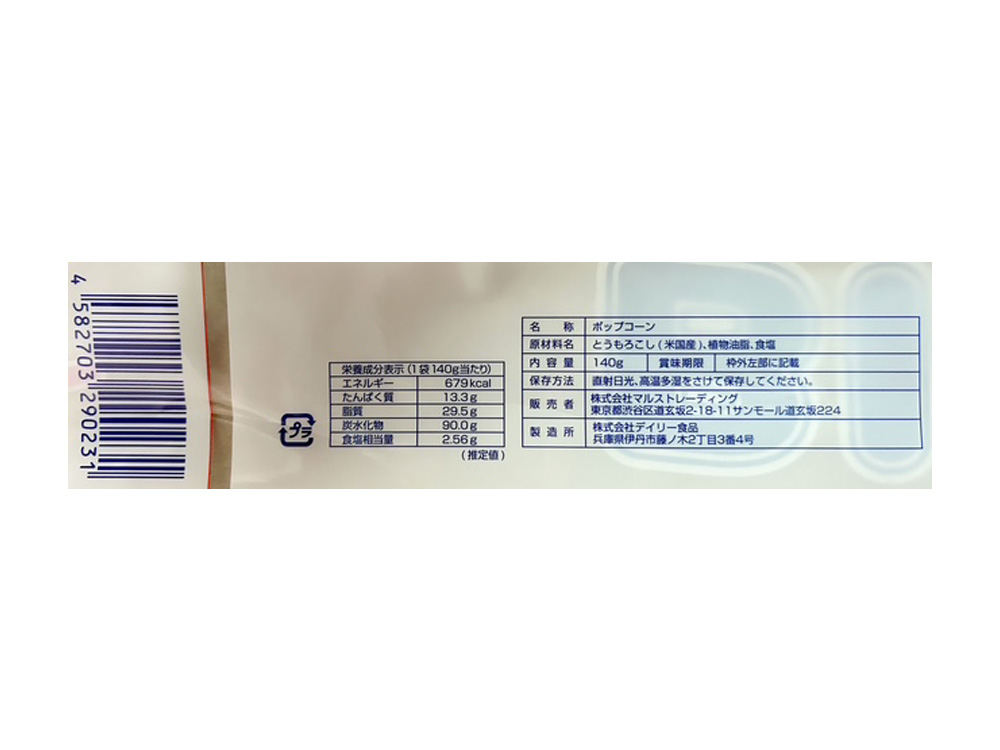 4 582703 290231
栄養成分表示(1袋140g当たり)
エネルギー 679kcal
たんぱく質 13.3g
脂質 29.5g
炭水化物 90.0g
食塩相当量 2.56g
(推定値)
プラ
名 称 ポップコーン
原材料名 とうもろこし(米国産)、植物油脂、食塩
内容量 140g 賞味期限 枠外左部に記載
保存方法 直射日光、高温多湿をさけて保存してください。
販売者 株式会社マルストレーディング
東京都渋谷区道玄坂2-18-11サンモール道玄坂224
製造所 株式会社デイリー食品
兵庫県伊丹市藤ノ木2丁目3番4号